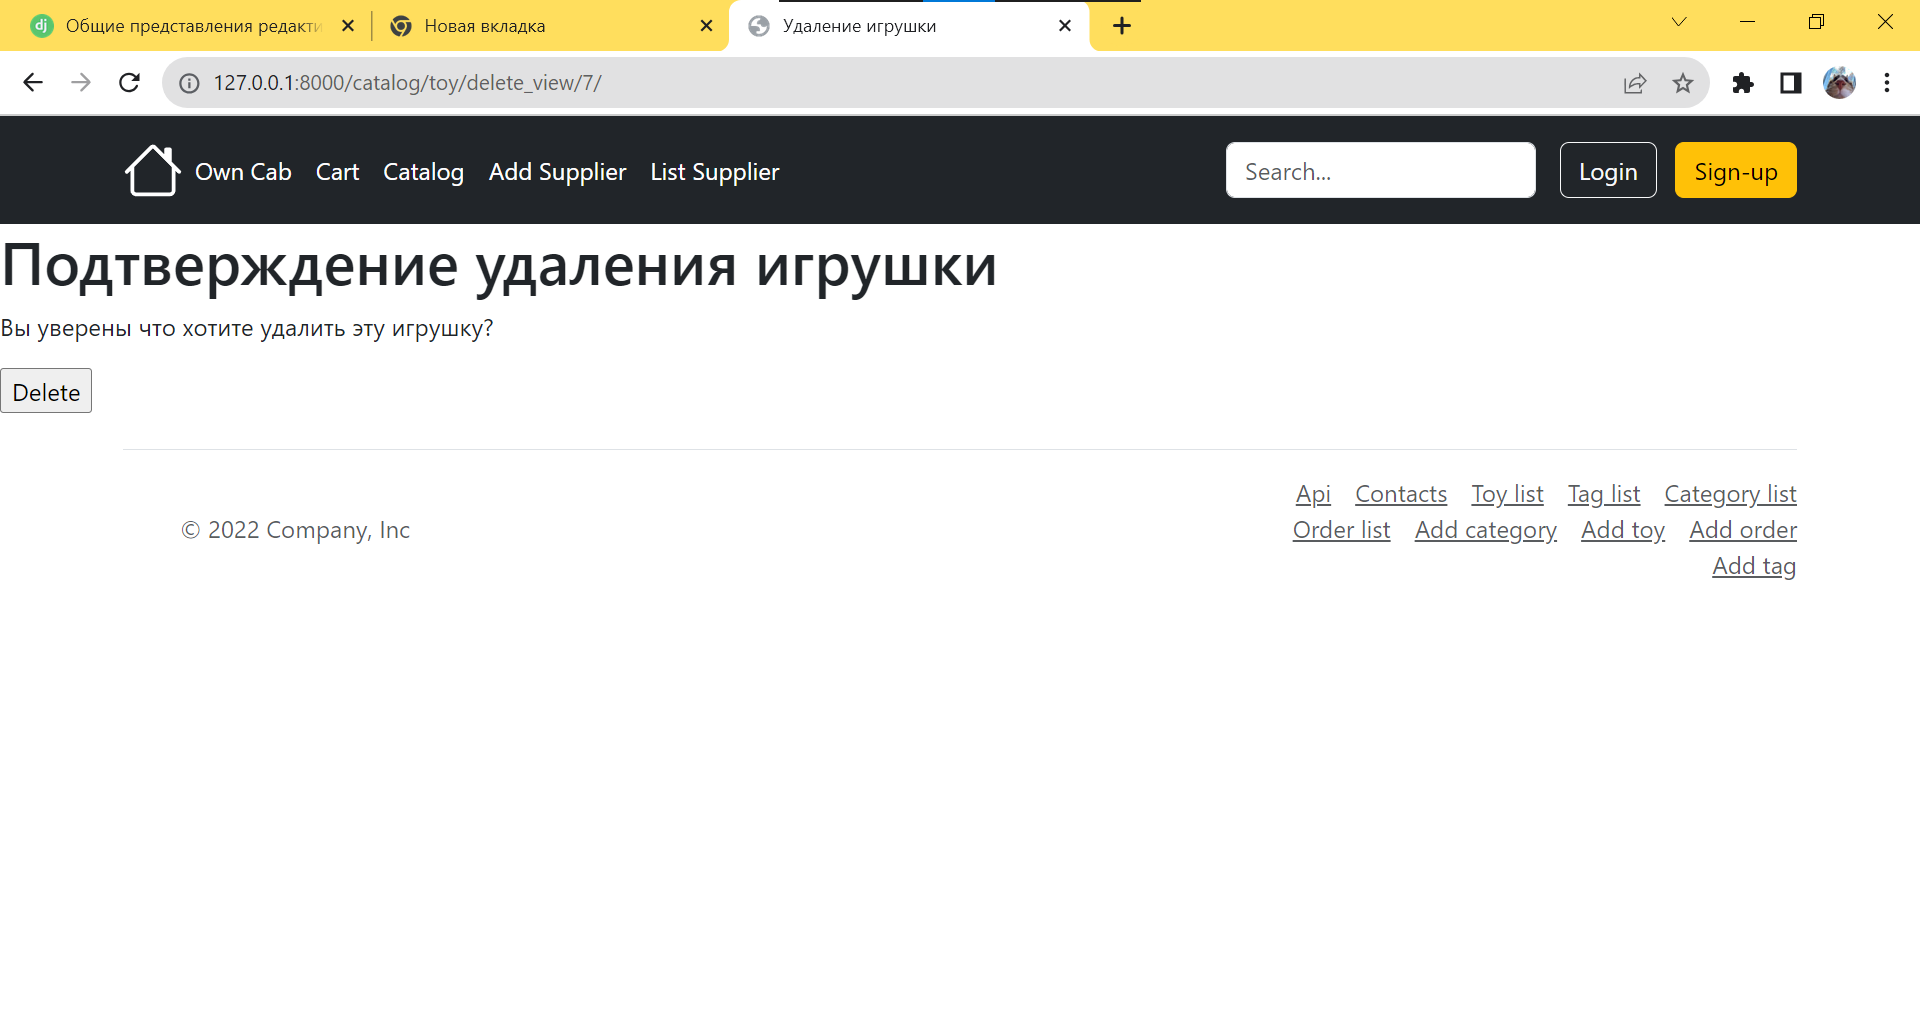 Общие представления редакти
Новая вкладка
Удаление игрушки
127.0.0.1:8000/catalog/toy/delete_view/7/
Own Cab Cart Catalog Add Supplier List Supplier Search... Login Sign-up
Подтверждение удаления игрушки
Вы уверены что хотите удалить эту игрушку?
Delete
© 2022 Company, Inc
Api Contacts Toy list Tag list Category list
Order list Add category Add toy Add order
Add tag